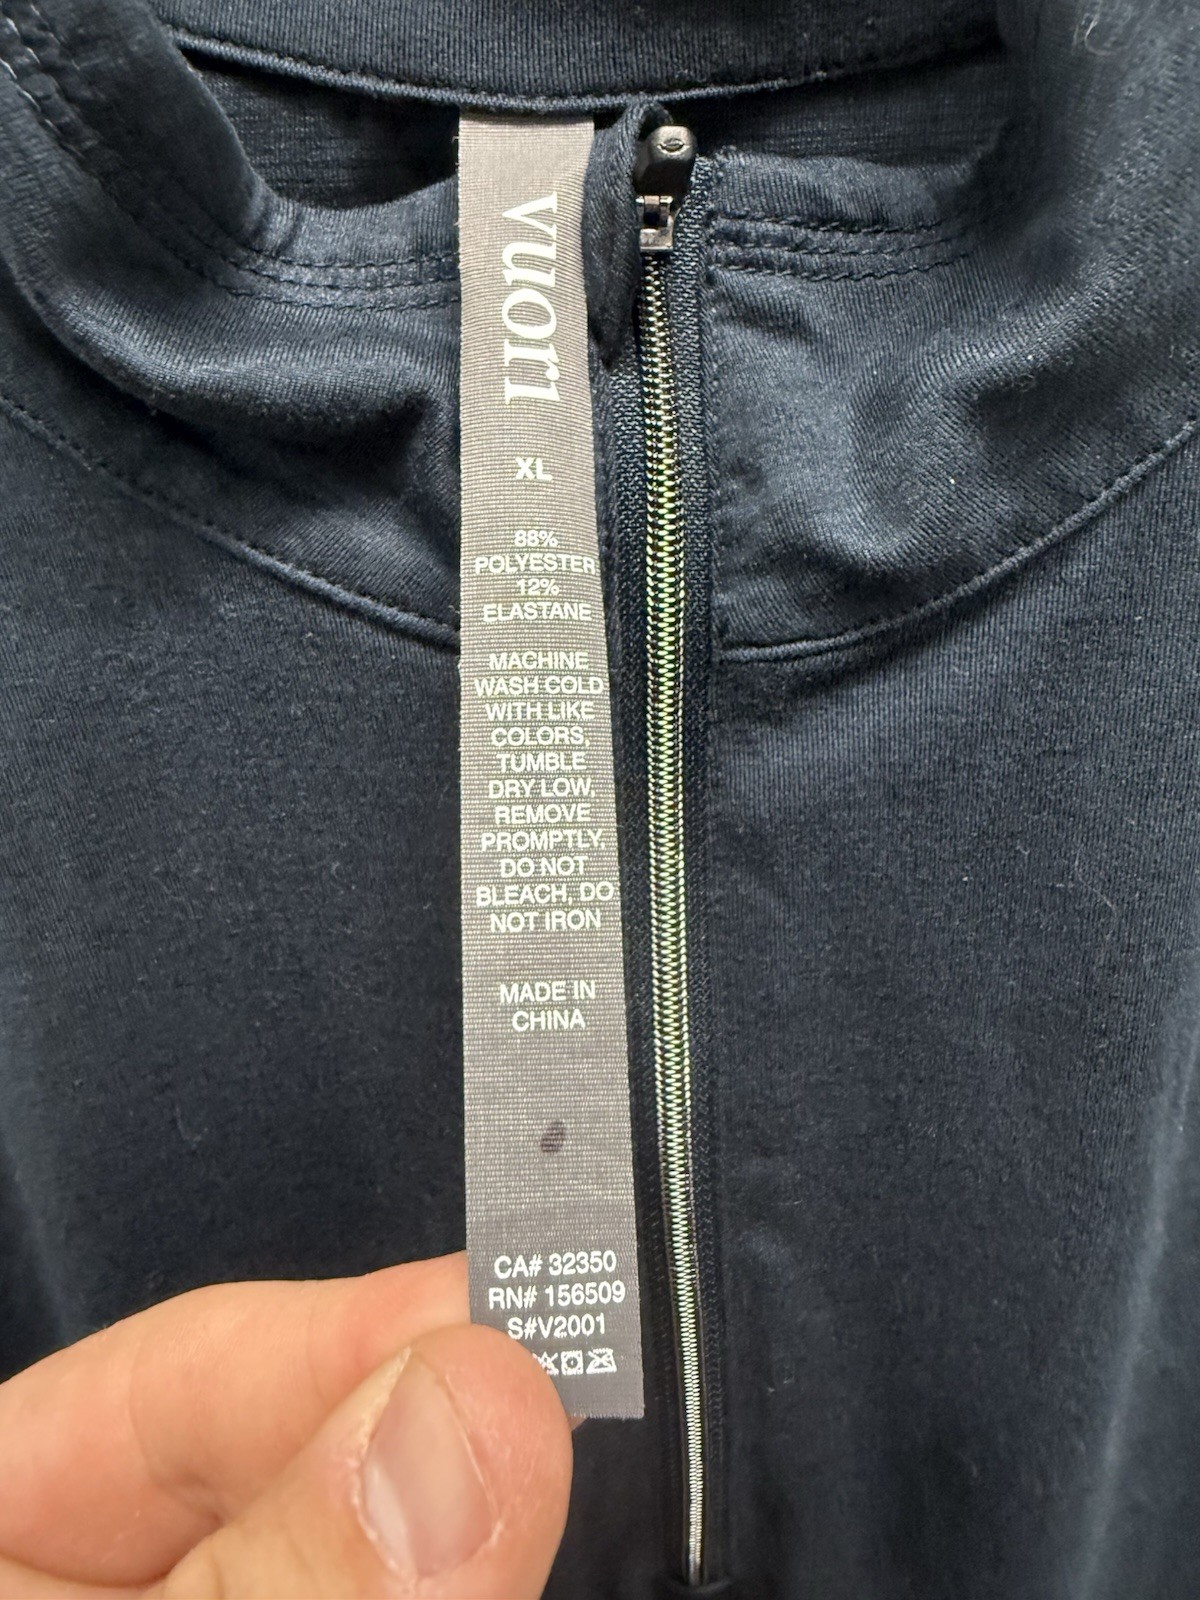 vuori
XL
88%
POLYESTER
12%
ELASTANE
MACHINE
WASH COLD
WITH LIKE
COLORS,
TUMBLE
DRY LOW,
REMOVE
PROMPTLY,
DO NOT
BLEACH, DO
NOT IRON
MADE IN
CHINA
CA# 32350
RN# 156509
S#V2001